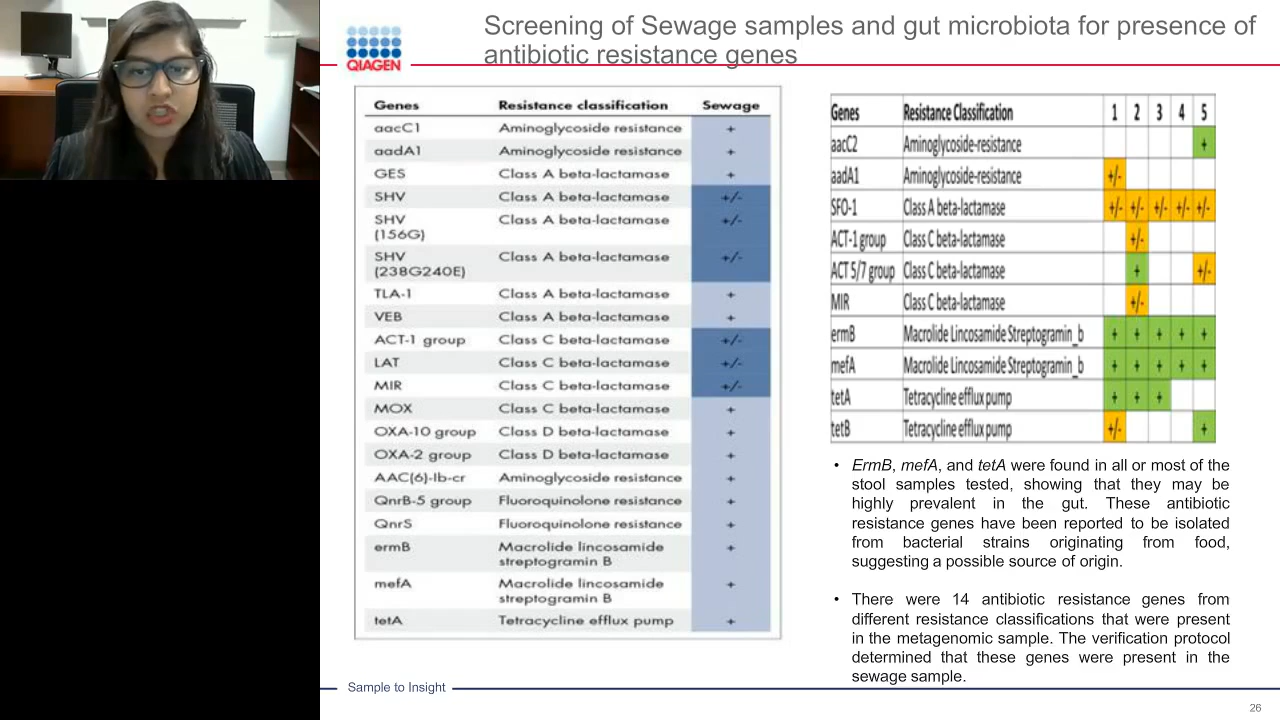 Screening of Sewage samples and gut microbiota for presence of
antibiotic resistance genes
QIAGEN
Genes Resistance classification Sewage
aacC1 Aminoglycoside resistance +
aadA1 Aminoglycoside resistance +
GES Class A beta-lactamase +
SHV Class A beta-lactamase +/-
SHV Class A beta-lactamase +/-
(156G)
SHV Class A beta-lactamase +/-
(238G240E)
TLA-1 Class A beta-lactamase +
VEB Class A beta-lactamase +
ACT-1 group Class C beta-lactamase +/-
LAT Class C beta-lactamase +/-
MIR Class C beta-lactamase +/-
MOX Class C beta-lactamase +
OXA-10 group Class D beta-lactamase +
OXA-2 group Class D beta-lactamase +
AAC(6)-Ib-cr Aminoglycoside resistance +
QnrB-5 group Fluoroquinolone resistance +
QnrS Fluoroquinolone resistance +
ermB Macrolide lincosamide +
streptogramin B
mefA Macrolide lincosamide +
streptogramin B
tetA Tetracycline efflux pump +
Genes Resistance Classification 1 2 3 4 5
aacC2 Aminoglycoside-resistance +
aadA1 Aminoglycoside-resistance +/-
SFO-1 Class A beta-lactamase +/- +/- +/- +/- +/-
ACT-1 group Class C beta-lactamase +/-
ACT 5/7 group Class C beta-lactamase + +/-
MIR Class C beta-lactamase +/-
ermB Macrolide Lincosamide Streptogramin_b + + + + +
mefA Macrolide Lincosamide Streptogramin_b + + + + +
tetA Tetracycline efflux pump + + +
tetB Tetracycline efflux pump +/- +
• ErmB, mefA, and tetA were found in all or most of the
stool samples tested, showing that they may be
highly prevalent in the gut. These antibiotic
resistance genes have been reported to be isolated
from bacterial strains originating from food,
suggesting a possible source of origin.
• There were 14 antibiotic resistance genes from
different resistance classifications that were present
in the metagenomic sample. The verification protocol
determined that these genes were present in the
sewage sample.
Sample to Insight
26